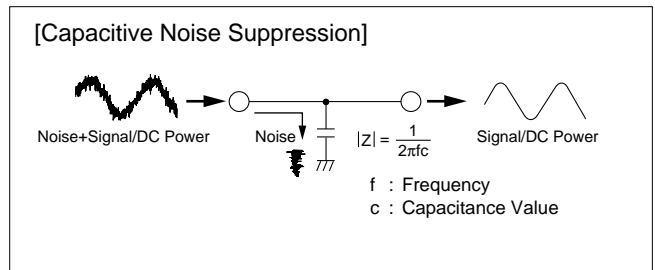 [Capacitive Noise Suppression]
Noise+Signal/DC Power
Noise
|Z| = 1/2πfc
Signal/DC Power
f : Frequency
c : Capacitance Value